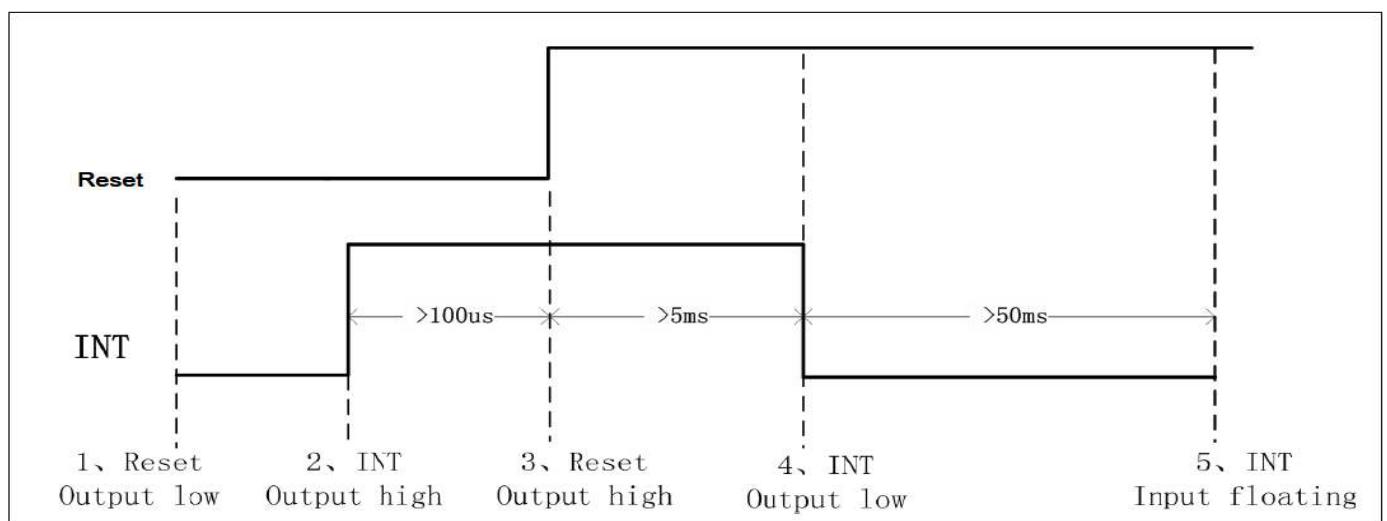 Reset
>100us
>5ms
>50ms
INT
1、Reset
Output low
2、INT
Output high
3、Reset
Output high
4、INT
Output low
5、INT
Input floating